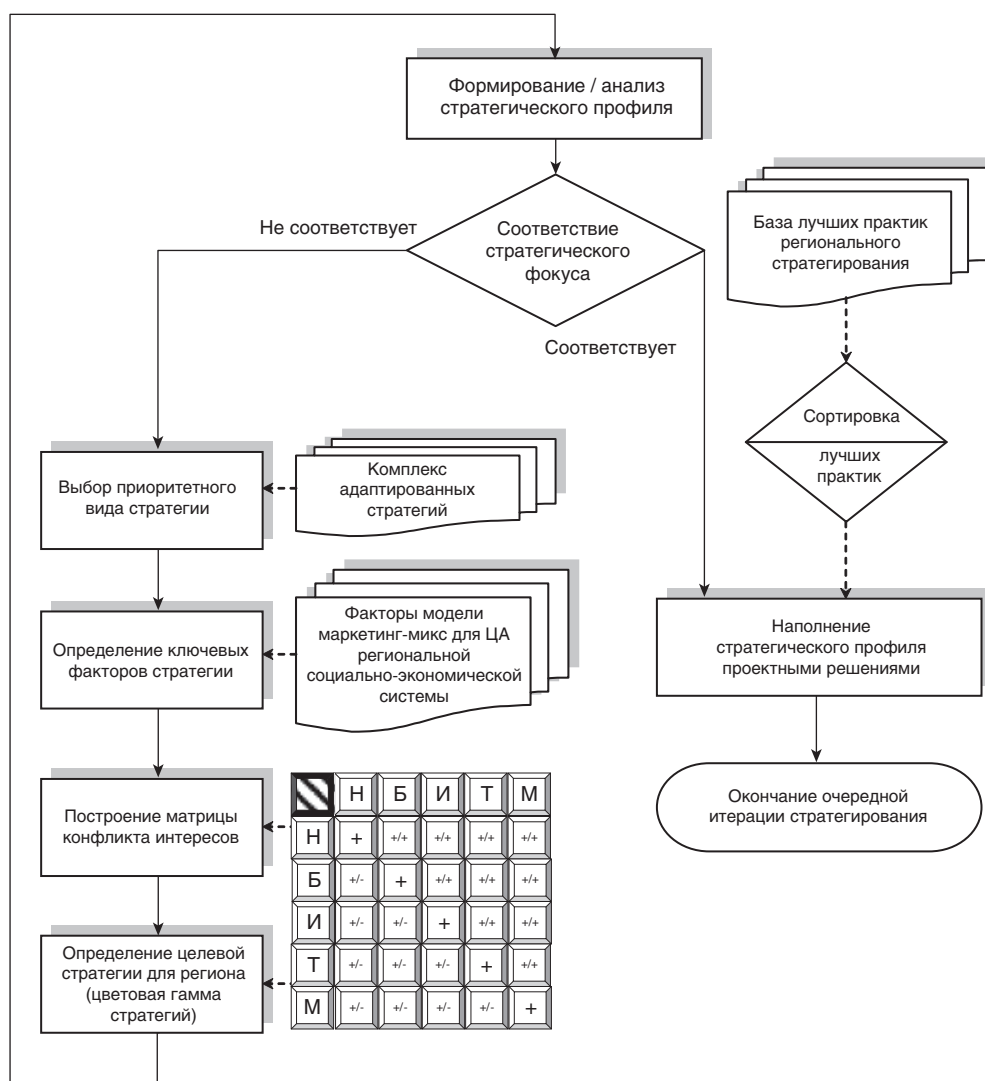 Формирование / анализ
стратегического профиля
Не соответствует
Соответствие
стратегического
фокуса
Соответствует
База лучших практик
регионального
стратегирования
Сортировка
лучших
практик
Выбор приоритетного
вида стратегии
Комплекс
адаптированных
стратегий
Определение ключевых
факторов стратегии
Факторы модели
маркетинг-микс для ЦА
региональной
социально-экономической
системы
Наполнение
стратегического профиля
проектными решениями
Построение матрицы
конфликта интересов
Окончание очередной
итерации стратегирования
Определение целевой
стратегии для региона
(цветовая гамма
стратегий)
Н Б И Т М
Н + +/+ +/+ +/+ +/+
Б +/- + +/+ +/+ +/+
И +/- +/- + +/+ +/+
Т +/- +/- +/- + +/+
М +/- +/- +/- +/- +